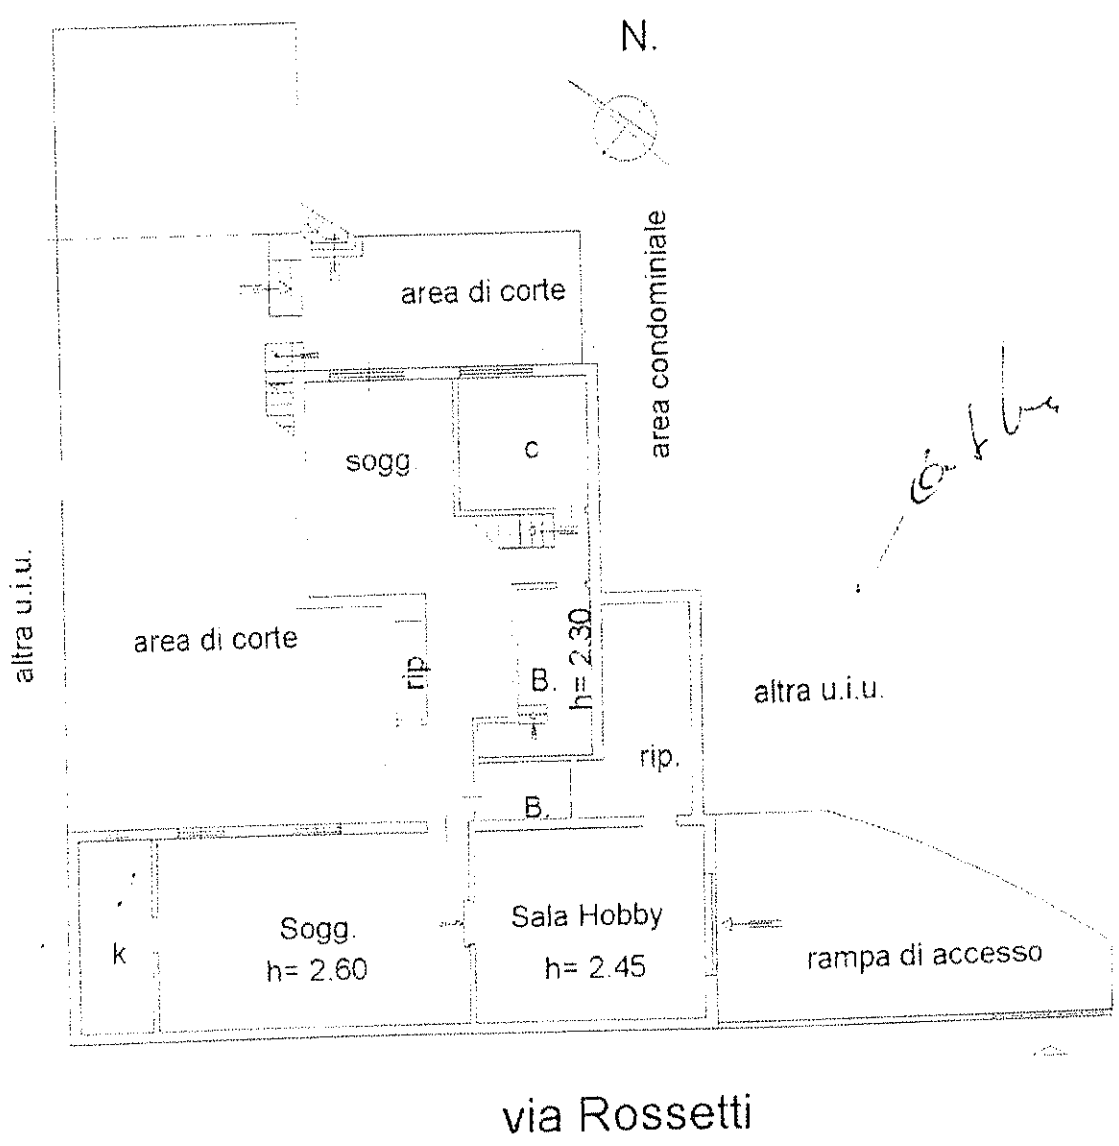 N.
area di corte
area condominiale
sogg.
c
altra u.i.u.
area di corte
rip
B.
h= 2.30
altra u.i.u.
rip.
B.
k
Sogg.
h= 2.60
Sala Hobby
h= 2.45
rampa di accesso
via Rossetti